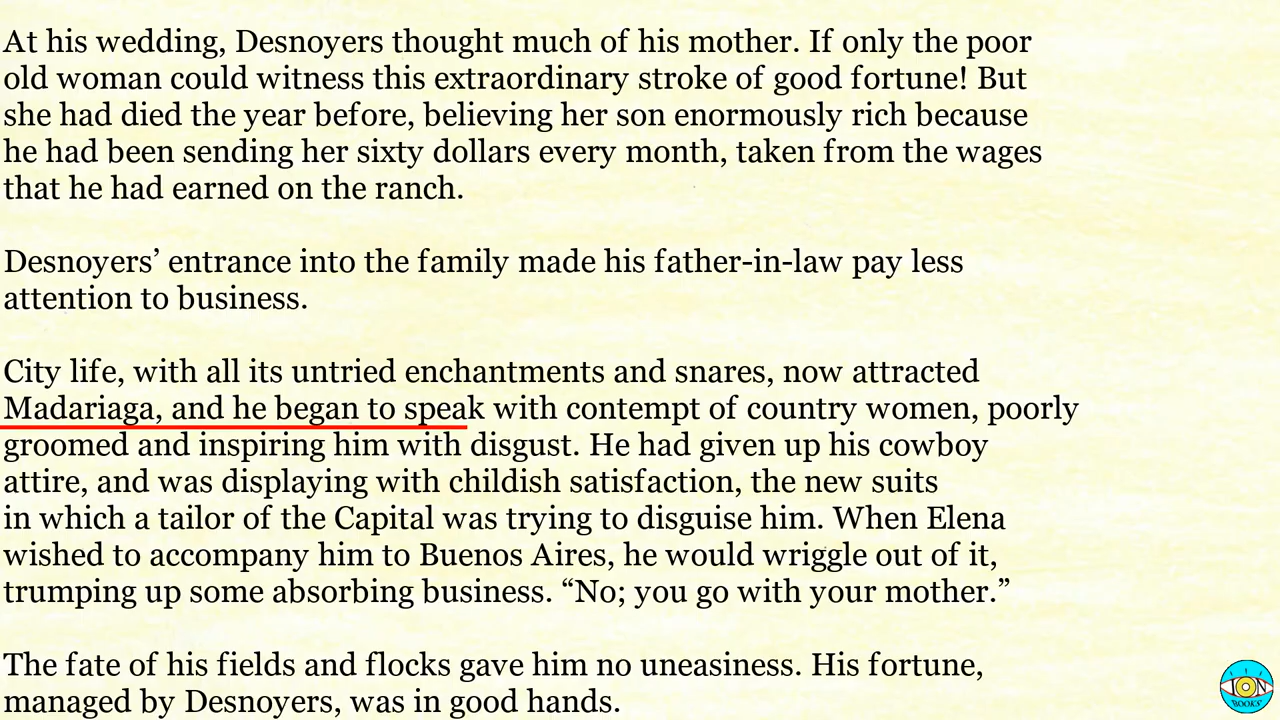 At his wedding, Desnoyers thought much of his mother. If only the poor
old woman could witness this extraordinary stroke of good fortune! But
she had died the year before, believing her son enormously rich because
he had been sending her sixty dollars every month, taken from the wages
that he had earned on the ranch.
Desnoyers’ entrance into the family made his father-in-law pay less
attention to business.
City life, with all its untried enchantments and snares, now attracted
Madariaga, and he began to speak with contempt of country women, poorly
groomed and inspiring him with disgust. He had given up his cowboy
attire, and was displaying with childish satisfaction, the new suits
in which a tailor of the Capital was trying to disguise him. When Elena
wished to accompany him to Buenos Aires, he would wriggle out of it,
trumping up some absorbing business. “No; you go with your mother.”
The fate of his fields and flocks gave him no uneasiness. His fortune,
managed by Desnoyers, was in good hands.
ION
BOOKS